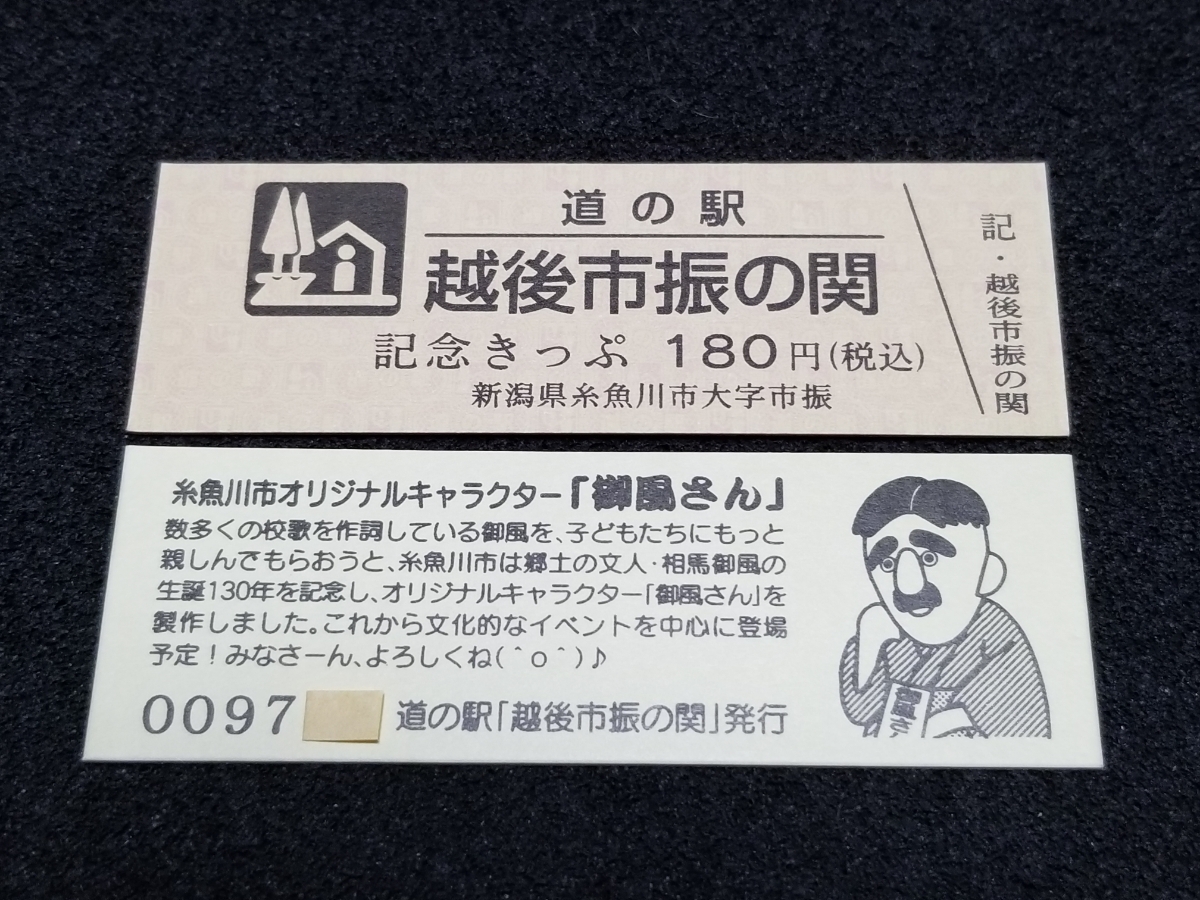 道の駅
越後市振の関
記念きっぷ 180円(税込)
新潟県糸魚川市大字市振
記・越後市振の関
糸魚川市オリジナルキャラクター「御風さん」
数多くの校歌を作詞している御風を、子どもたちにもっと
親しんでもらおうと、糸魚川市は郷土の文人・相馬御風の
生誕130年を記念し、オリジナルキャラクター「御風さん」を
製作しました。これから文化的なイベントを中心に登場
予定！みなさーん、よろしくね(＾o＾)♪
0097
道の駅「越後市振の関」発行
御風さん